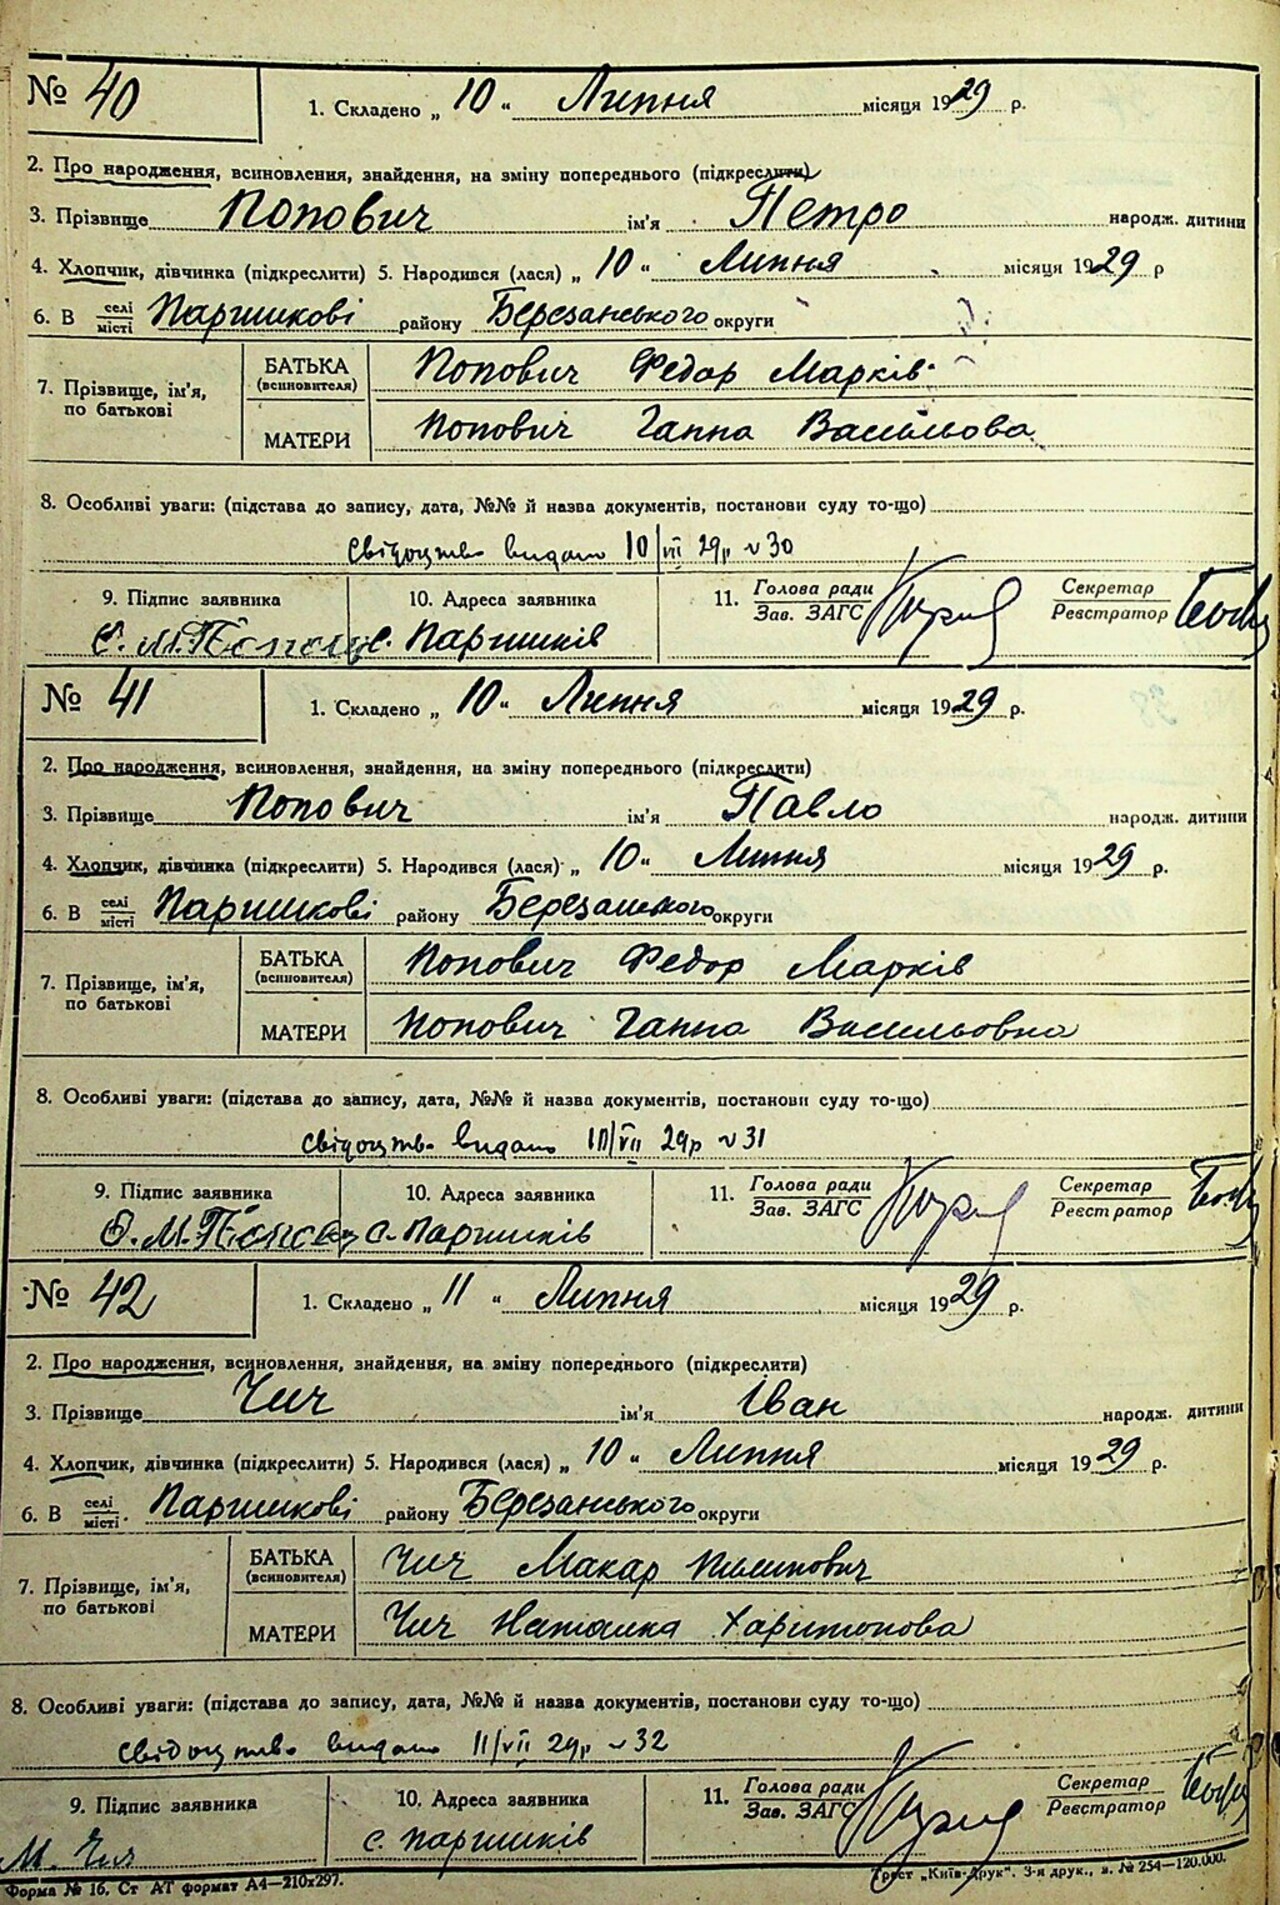 № 40
1. Складено „ 10 “ Липня місяця 1929 р.
2. Про народження, всиновлення, знайдення, на зміну попереднього (підкреслити)
3. Прізвище Попович ім'я Петро народж. дитини
4. Хлопчик, дівчинка (підкреслити) 5. Народився (лася) „ 10 “ Липня місяця 1929 р
6. В селі місті Паришкові району Березанського округи
7. Прізвище, ім'я, по батькові
БАТЬКА (всиновителя) Попович Федор Марків
МАТЕРИ Попович Ганна Васильова
8. Особливі уваги: (підстава до запису, дата, №№ й назва документів, постанови суду то-що)
свідоцтво видано 10/VII 29р ν 30
9. Підпис заявника 10. Адреса заявника 11. Голова ради Зав. ЗАГС Секретар Реєстратор
с. Паришків
№ 41
1. Складено „ 10 “ Липня місяця 1929 р.
2. Про народження, всиновлення, знайдення, на зміну попереднього (підкреслити)
3. Прізвище Попович ім'я Павло народж. дитини
4. Хлопчик, дівчинка (підкреслити) 5. Народився (лася) „ 10 “ Липня місяця 1929 р.
6. В селі місті Паришкові району Березанського округи
7. Прізвище, ім'я, по батькові
БАТЬКА (всиновителя) Попович Федор Марків
МАТЕРИ Попович Ганна Васильовна
8. Особливі уваги: (підстава до запису, дата, №№ й назва документів, постанови суду то-що)
свідоцтво видано 10/VII 29р ν 31
9. Підпис заявника 10. Адреса заявника 11. Голова ради Зав. ЗАГС Секретар Реєстратор
с. Паришків
№ 42
1. Складено „ 11 “ Липня місяця 1929 р.
2. Про народження, всиновлення, знайдення, на зміну попереднього (підкреслити)
3. Прізвище Чич ім'я Іван народж. дитини
4. Хлопчик, дівчинка (підкреслити) 5. Народився (лася) „ 10 “ Липня місяця 1929 р.
6. В селі місті Паришкові району Березанського округи
7. Прізвище, ім'я, по батькові
БАТЬКА (всиновителя) Чич Макар
МАТЕРИ Чич Наталка Харитонова
8. Особливі уваги: (підстава до запису, дата, №№ й назва документів, постанови суду то-що)
свідоцтво видано 11/VII 29р ν 32
9. Підпис заявника 10. Адреса заявника 11. Голова ради Зав. ЗАГС Секретар Реєстратор
М. Чич с. Паришків
Форма № 16. Ст АТ формат А4—210x297. Трест „Київ-Друк“. 3-я друк., з. № 254—120.000.